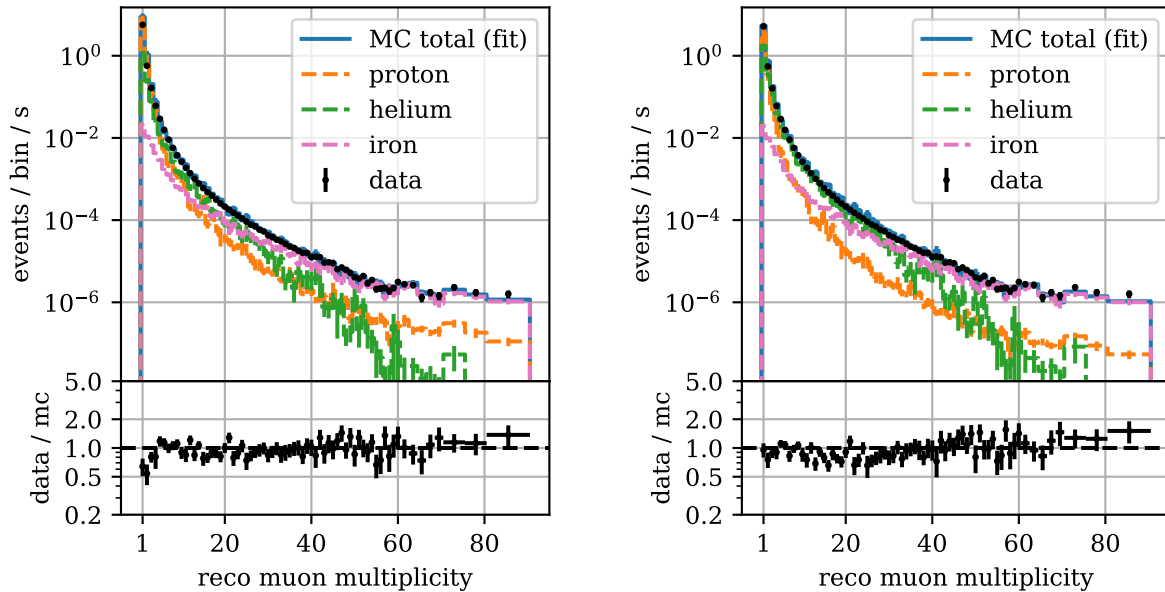 events / bin / s
10^0
10^−2
10^−4
10^−6
MC total (fit)
proton
helium
iron
data
data / mc
5.0
2.0
1.0
0.5
0.2
1 20 40 60 80
reco muon multiplicity
events / bin / s
10^0
10^−2
10^−4
10^−6
MC total (fit)
proton
helium
iron
data
data / mc
5.0
2.0
1.0
0.5
0.2
1 20 40 60 80
reco muon multiplicity